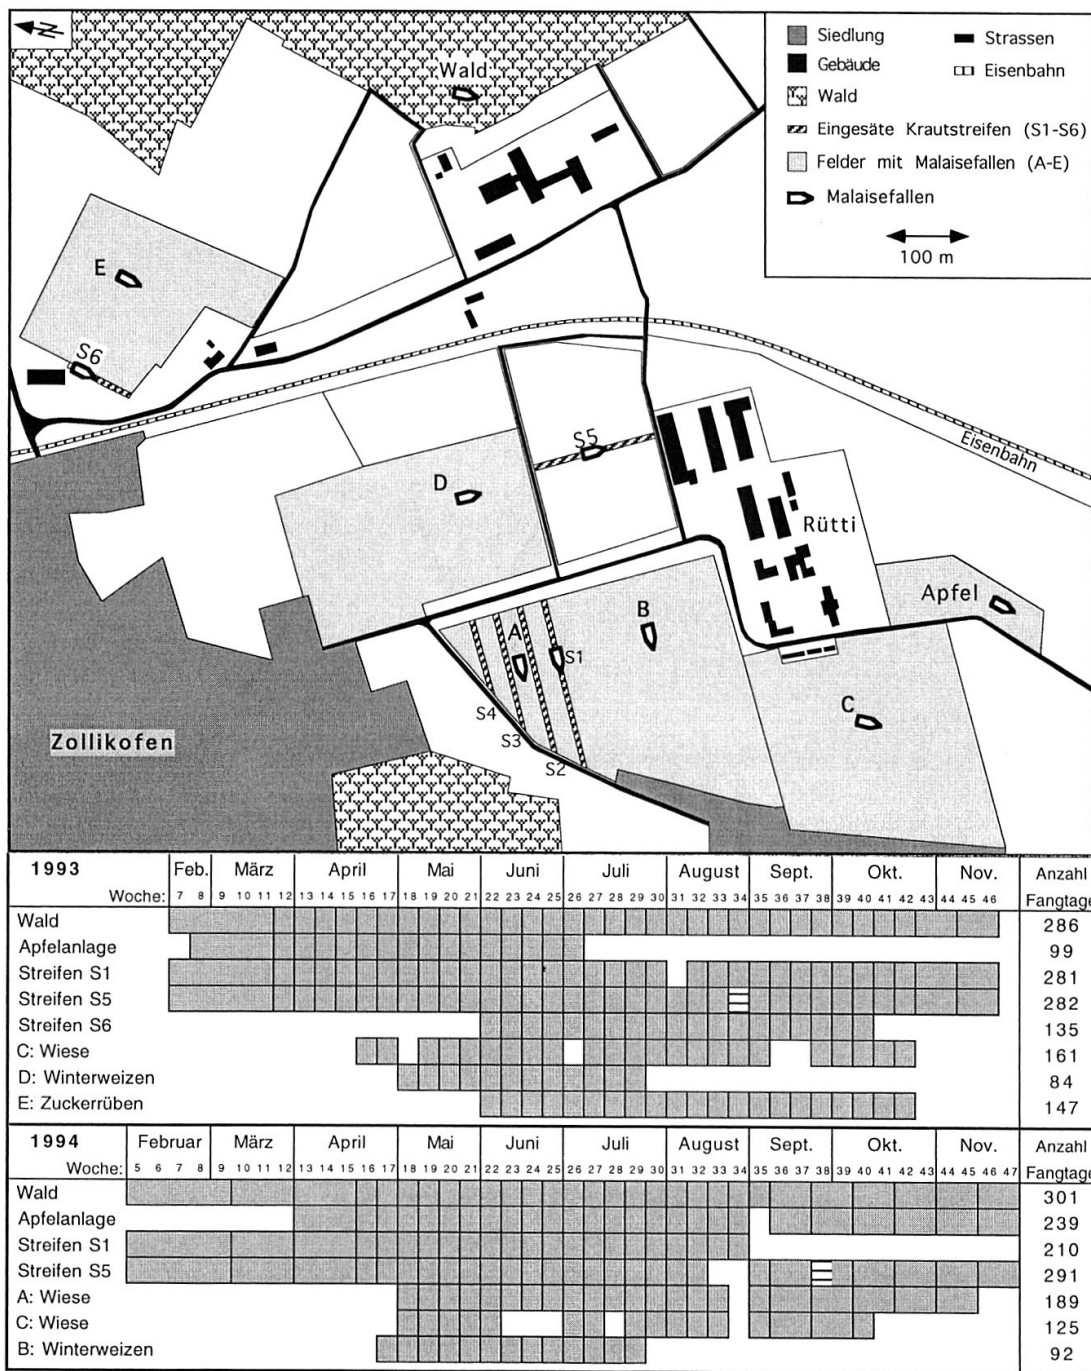 N
Siedlung
Strassen
Gebäude
Eisenbahn
Wald
Eingesäte Krautstreifen (S1-S6)
Felder mit Malaisefallen (A-E)
Malaisefallen
100 m
Wald
E
S6
S5
D
Eisenbahn
Rütti
Apfel
B
A
S1
C
S4
S3
S2
Zollikofen
1993 Feb. März April Mai Juni Juli August Sept. Okt. Nov. Anzahl
Woche: 7 8 9 10 11 12 13 14 15 16 17 18 19 20 21 22 23 24 25 26 27 28 29 30 31 32 33 34 35 36 37 38 39 40 41 42 43 44 45 46 Fangtage
Wald 286
Apfelanlage 99
Streifen S1 281
Streifen S5 282
Streifen S6 135
C: Wiese 161
D: Winterweizen 84
E: Zuckerrüben 147
1994 Februar März April Mai Juni Juli August Sept. Okt. Nov. Anzahl
Woche: 5 6 7 8 9 10 11 12 13 14 15 16 17 18 19 20 21 22 23 24 25 26 27 28 29 30 31 32 33 34 35 36 37 38 39 40 41 42 43 44 45 46 47 Fangtage
Wald 301
Apfelanlage 239
Streifen S1 210
Streifen S5 291
A: Wiese 189
C: Wiese 125
B: Winterweizen 92